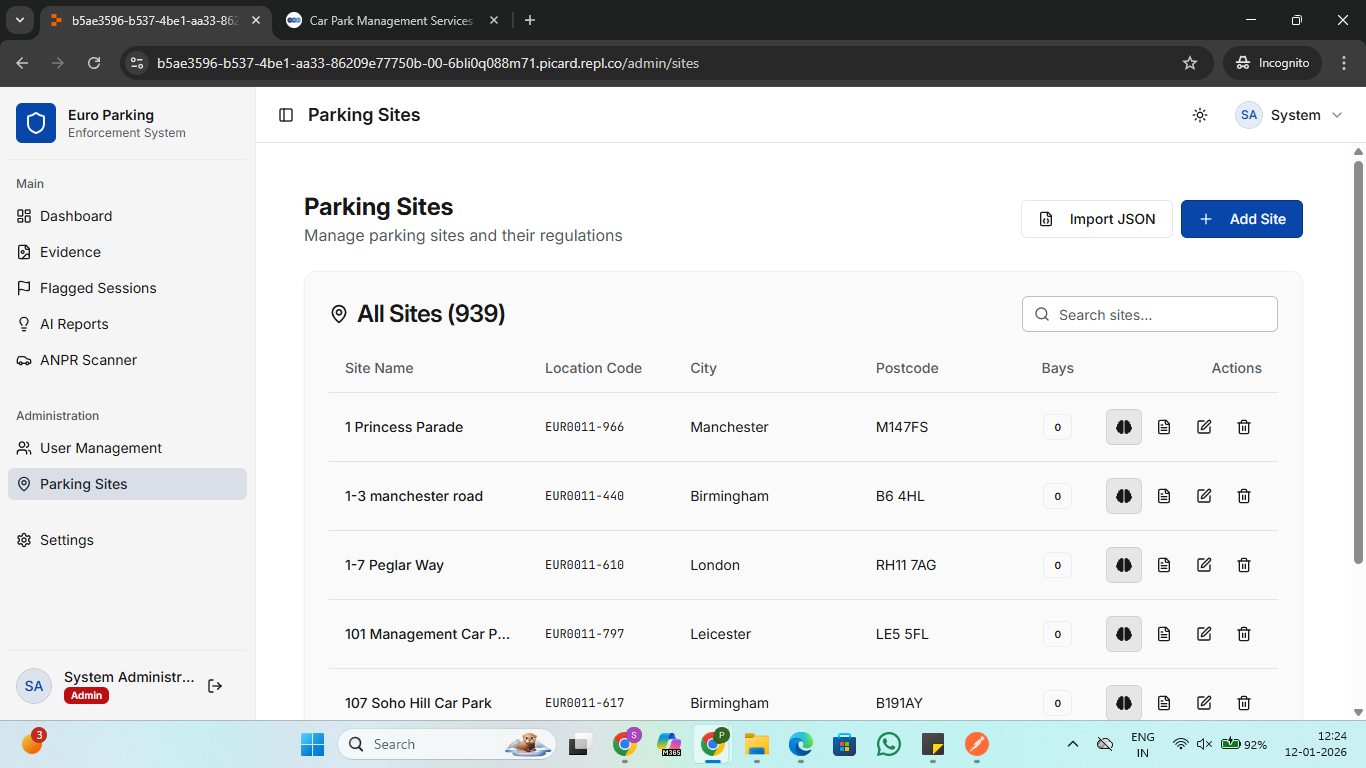 b5ae3596-b537-4be1-aa33-862
Car Park Management Services
b5ae3596-b537-4be1-aa33-86209e77750b-00-6bli0q088m71.picard.repl.co/admin/sites
Incognito
Euro Parking
Enforcement System
Parking Sites
SA
System
Main
Dashboard
Evidence
Flagged Sessions
AI Reports
ANPR Scanner
Administration
User Management
Parking Sites
Settings
SA
System Administr...
Admin
Parking Sites
Manage parking sites and their regulations
Import JSON
+ Add Site
All Sites (939)
Search sites...
Site Name Location Code City Postcode Bays Actions
1 Princess Parade EUR0011-966 Manchester M147FS 0
1-3 manchester road EUR0011-440 Birmingham B6 4HL 0
1-7 Peglar Way EUR0011-610 London RH11 7AG 0
101 Management Car P... EUR0011-797 Leicester LE5 5FL 0
107 Soho Hill Car Park EUR0011-617 Birmingham B191AY 0
3
Search
S
M365
P
ENG
IN
92%
12:24
12-01-2026